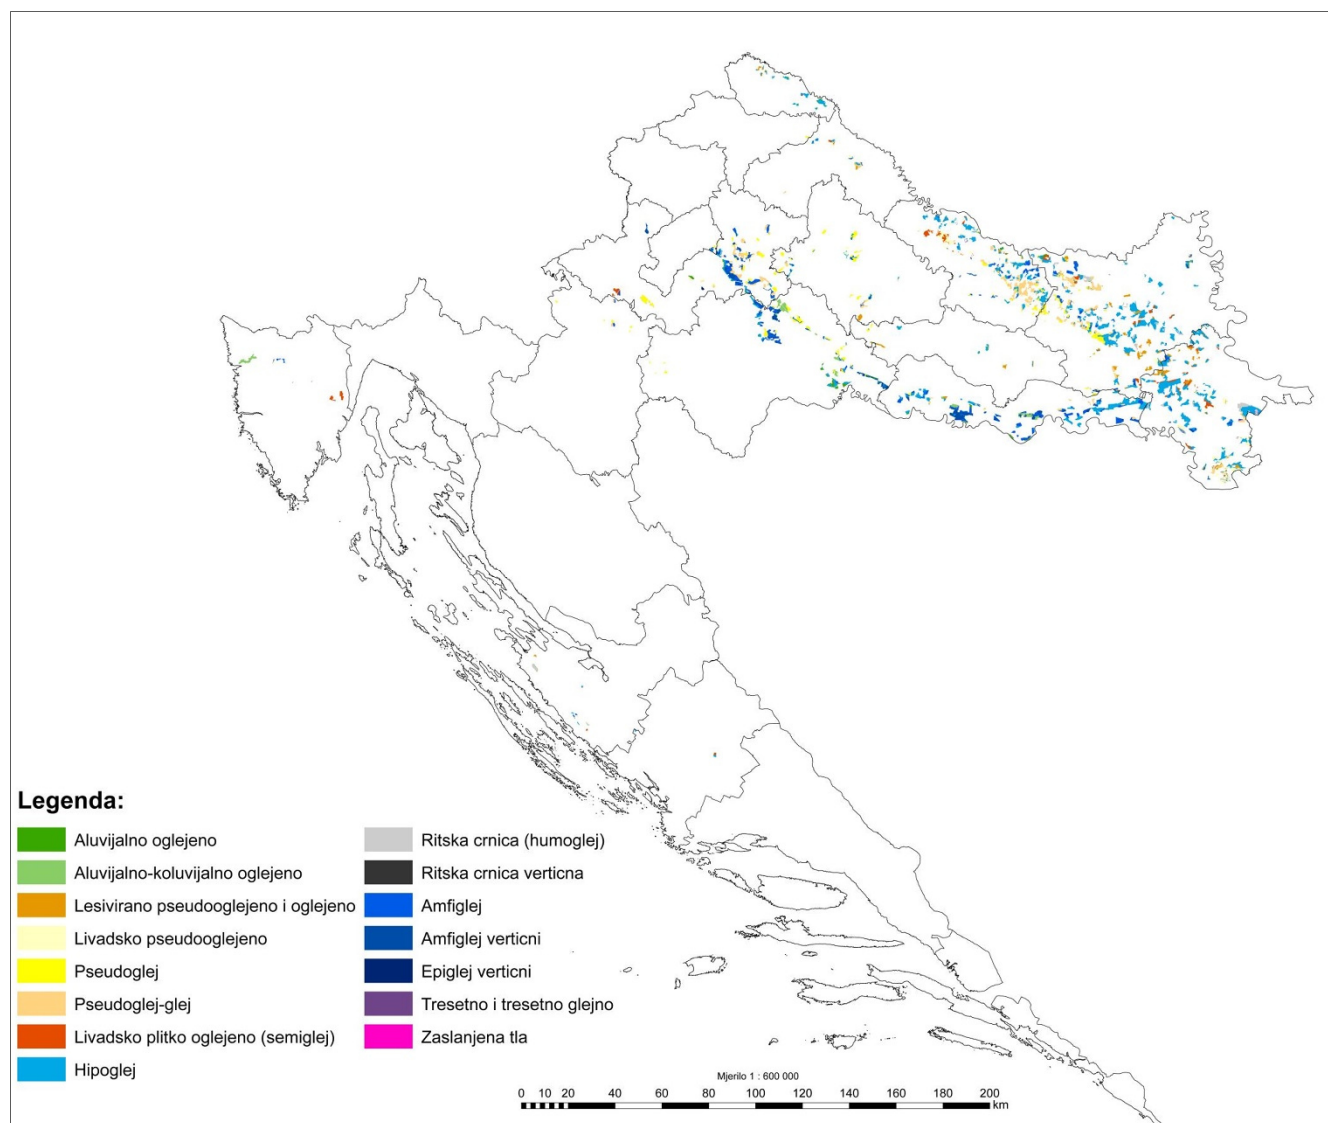 Legenda:
Aluvijalno oglejeno
Aluvijalno-koluvijalno oglejeno
Lesivirano pseudooglejeno i oglejeno
Livadsko pseudooglejeno
Pseudoglej
Pseudoglej-glej
Livadsko plitko oglejeno (semiglej)
Hipoglej
Ritska crnica (humoglej)
Ritska crnica verticna
Amfiglej
Amfiglej verticni
Epiglej verticni
Tresetno i tresetno glejno
Zaslanjena tla
Mjerilo 1 : 600 000
0 10 20 40 60 80 100 120 140 160 180 200
km